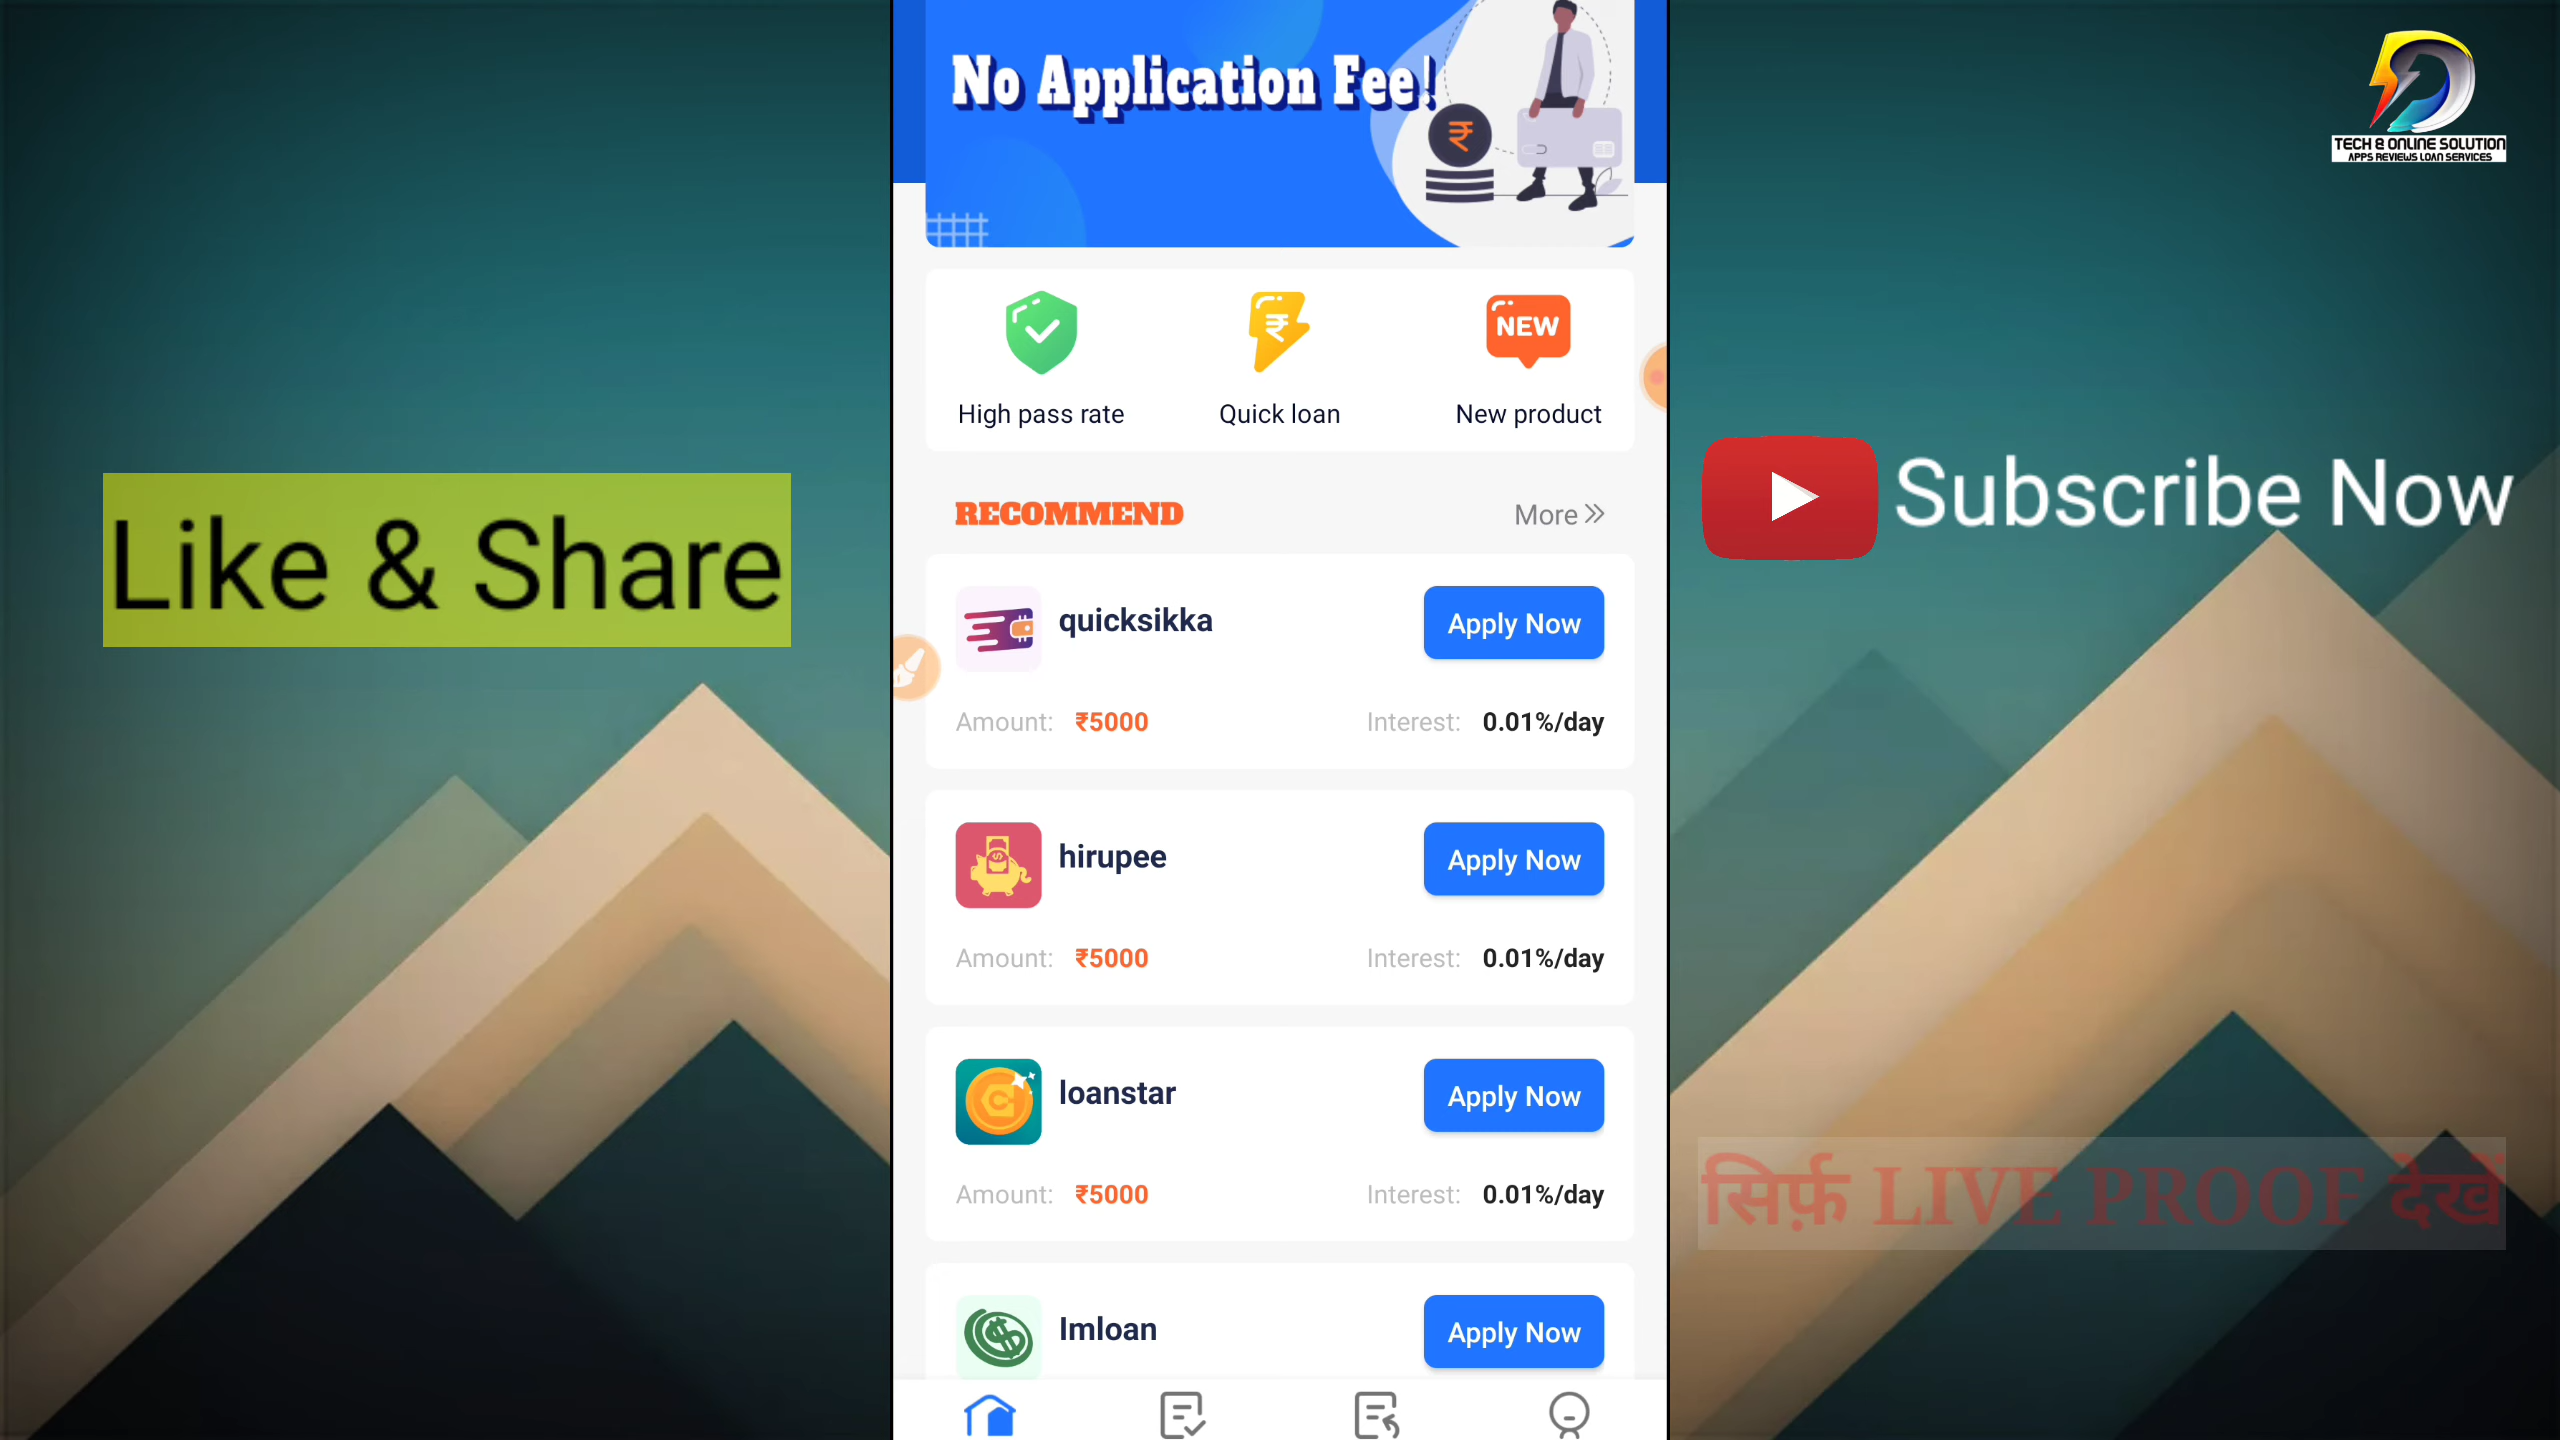 No Application Fee!
TECH & ONLINE SOLUTION
APPS REVIEWS LOAN SERVICES
NEW
High pass rate
Quick loan
New product
Like & Share
Subscribe Now
RECOMMEND
More
quicksikka
Apply Now
Amount: ₹5000
Interest: 0.01%/day
hirupee
Apply Now
Amount: ₹5000
Interest: 0.01%/day
loanstar
Apply Now
Amount: ₹5000
Interest: 0.01%/day
सिर्फ़ LIVE PROOF देखें
Imloan
Apply Now